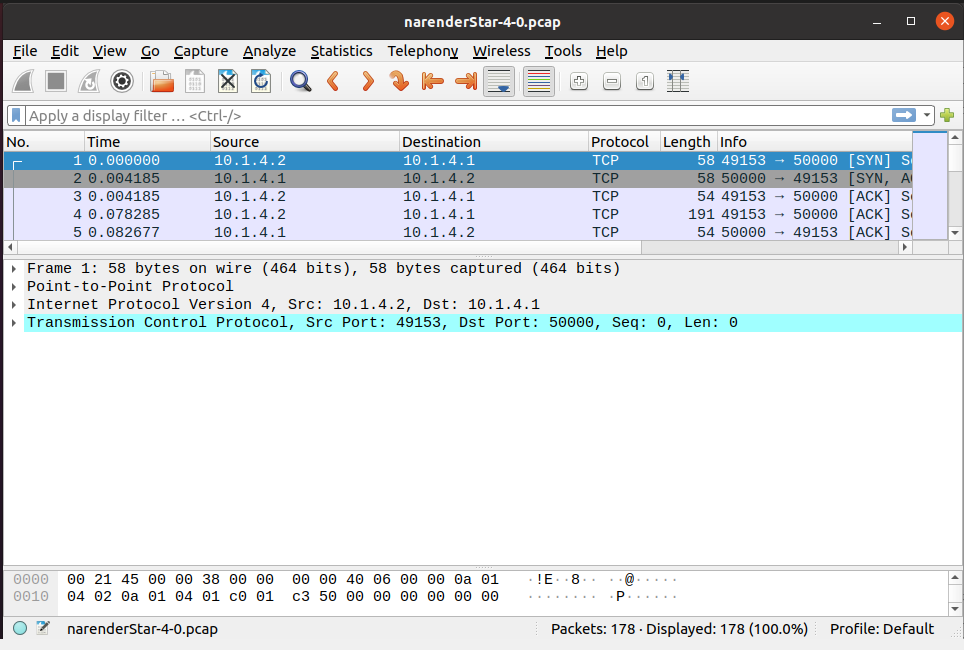 narenderStar-4-0.pcap
File Edit View Go Capture Analyze Statistics Telephony Wireless Tools Help
Apply a display filter … <Ctrl-/>
No. Time Source Destination Protocol Length Info
1 0.000000 10.1.4.2 10.1.4.1 TCP 58 49153 → 50000 [SYN] S
2 0.004185 10.1.4.1 10.1.4.2 TCP 58 50000 → 49153 [SYN, A
3 0.004185 10.1.4.2 10.1.4.1 TCP 54 49153 → 50000 [ACK] S
4 0.078285 10.1.4.2 10.1.4.1 TCP 191 49153 → 50000 [ACK] S
5 0.082677 10.1.4.1 10.1.4.2 TCP 54 50000 → 49153 [ACK] S
Frame 1: 58 bytes on wire (464 bits), 58 bytes captured (464 bits)
Point-to-Point Protocol
Internet Protocol Version 4, Src: 10.1.4.2, Dst: 10.1.4.1
Transmission Control Protocol, Src Port: 49153, Dst Port: 50000, Seq: 0, Len: 0
0000 00 21 45 00 00 38 00 00 00 00 40 06 00 00 0a 01 ·!E··8·· ··@·····
0010 04 02 0a 01 04 01 c0 01 c3 50 00 00 00 00 00 00 ········ ·P······
narenderStar-4-0.pcap Packets: 178 · Displayed: 178 (100.0%) Profile: Default